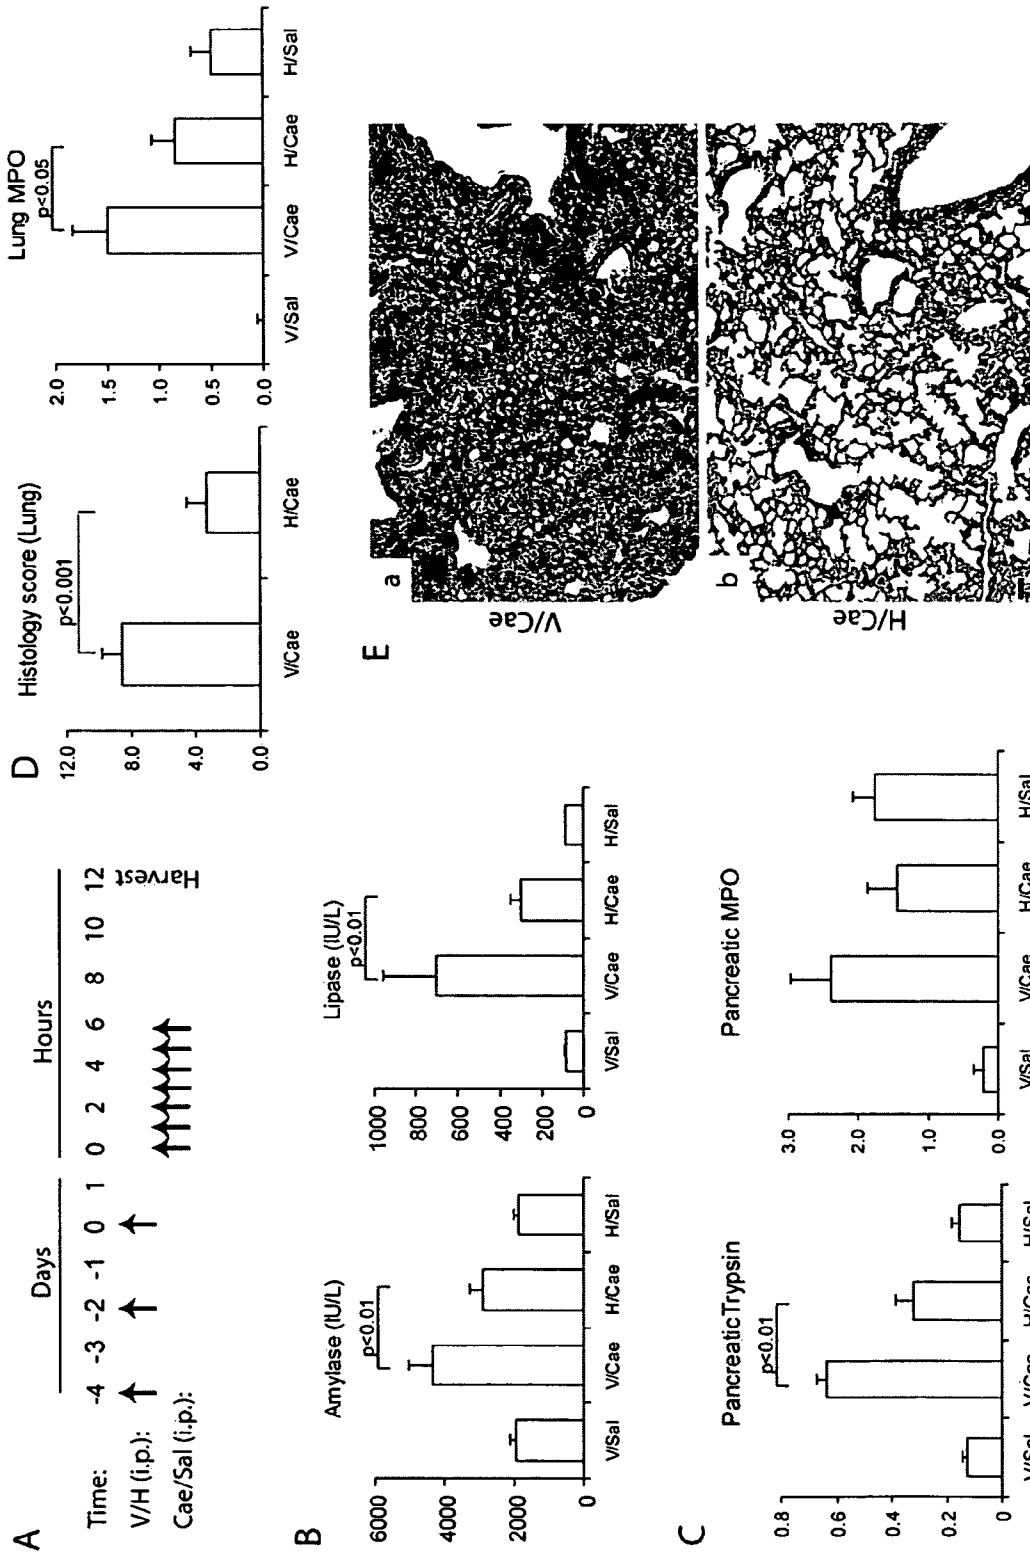 A
Days
Hours
Time: -4 -3 -2 -1 0 1 0 2 4 6 8 10 12
V/H (i.p.):
Cae/Sal (i.p.):
Harvest
B
Amylase (IU/L)
p<0.01
6000
4000
2000
0
V/Sal V/Cae H/Cae H/Sal
Lipase (IU/L)
p<0.01
1000
800
600
400
200
0
V/Sal V/Cae H/Cae H/Sal
C
Pancreatic Trypsin
p<0.01
0.8
0.6
0.4
0.2
0
V/Sal V/Cae H/Cae H/Sal
Pancreatic MPO
3.0
2.0
1.0
0.0
V/Sal V/Cae H/Cae H/Sal
D
Histology score (Lung)
p<0.001
12.0
8.0
4.0
0.0
V/Cae H/Cae
Lung MPO
p<0.05
2.0
1.5
1.0
0.5
0.0
V/Sal V/Cae H/Cae H/Sal
E
a
V/Cae
b
H/Cae